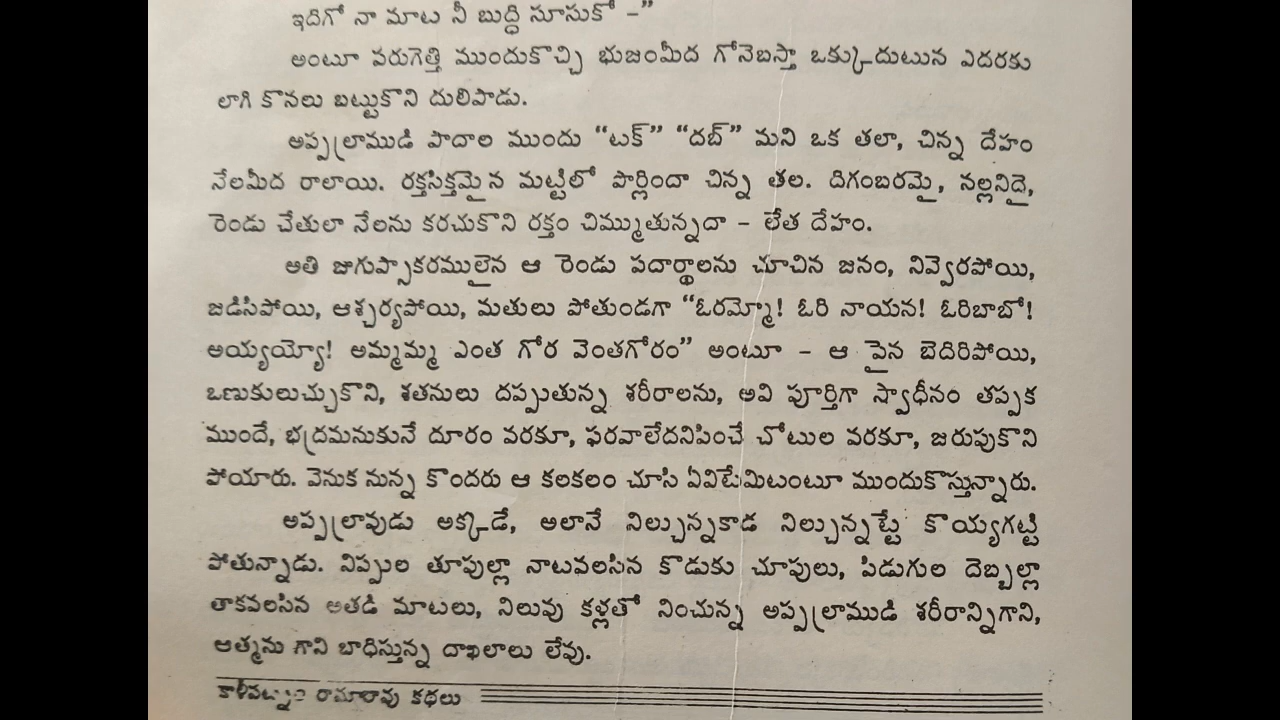 ఇదిగో నా మాట నీ బుద్ధి సూసుకో –”
అంటూ పరుగెత్తి ముందుకొచ్చి భుజంమీద గోనెబస్తా ఒక్కుదుటున ఎదరకు
లాగి కొనలు బట్టుకొని దులిపాడు.
అప్పల్రాముడి పాదాల ముందు “టక్” “దబ్” మని ఒక తలా, చిన్న దేహం
నేలమీద రాలాయి. రక్తసిక్తమైన మట్టిలో పొర్లిందా చిన్న తల. దిగంబరమై, నల్లనిదై,
రెండు చేతులా నేలను కరచుకొని రక్తం చిమ్ముతున్నదా – లేత దేహం.
అతి జుగుప్సాకరములైన ఆ రెండు పదార్థాలను చూచిన జనం, నివ్వెరపోయి,
జడిసిపోయి, ఆశ్చర్యపోయి, మతులు పోతుండగా “ఓరమ్మో! ఓరి నాయన! ఓరిబాబో!
అయ్యయ్యో! అమ్మమ్మ ఎంత గోర వెంతగోరం” అంటూ – ఆ పైన బెదిరిపోయి,
ఒణుకులుచ్చుకొని, శతనులు దప్పుతున్న శరీరాలను, అవి పూర్తిగా స్వాధీనం తప్పక
ముందే, భద్రమనుకునే దూరం వరకూ, ఫరవాలేదనిపించే చోటుల వరకూ, జరుపుకొని
పోయారు. వెనుక నున్న కొందరు ఆ కలకలం చూసి ఏవిటేమిటంటూ ముందుకొస్తున్నారు.
అప్పల్రావుడు అక్కడే, అలానే నిల్చున్నకాడ నిల్చున్నట్టే కొయ్యగట్టి
పోతున్నాడు. నిప్పుల తూపుల్లా నాటవలసిన కొడుకు చూపులు, పిడుగుల దెబ్బల్లా
తాకవలసిన అతడి మాటలు, నిలువు కళ్లతో నించున్న అప్పల్రాముడి శరీరాన్నిగాని,
ఆత్మను గాని బాధిస్తున్న దాఖలాలు లేవు.
కాళీపట్నం రామారావు కథలు